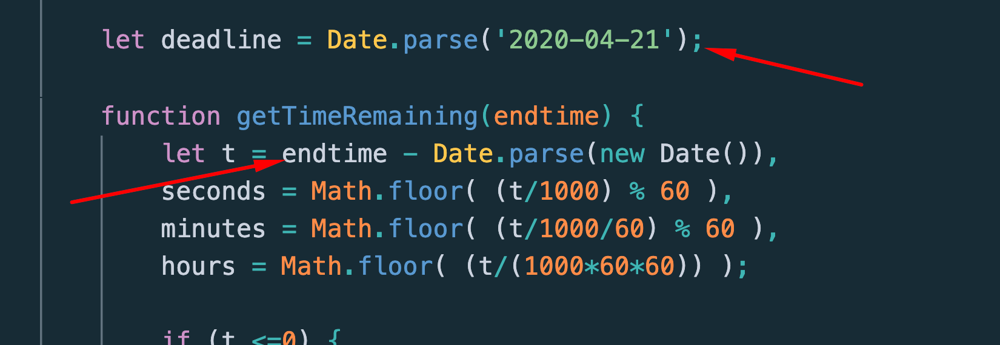 let deadline = Date.parse('2020-04-21');
function getTimeRemaining(endtime) {
let t = endtime - Date.parse(new Date()),
seconds = Math.floor( (t/1000) % 60 ),
minutes = Math.floor( (t/1000/60) % 60 ),
hours = Math.floor( (t/(1000*60*60)) );
if (t <=0) {